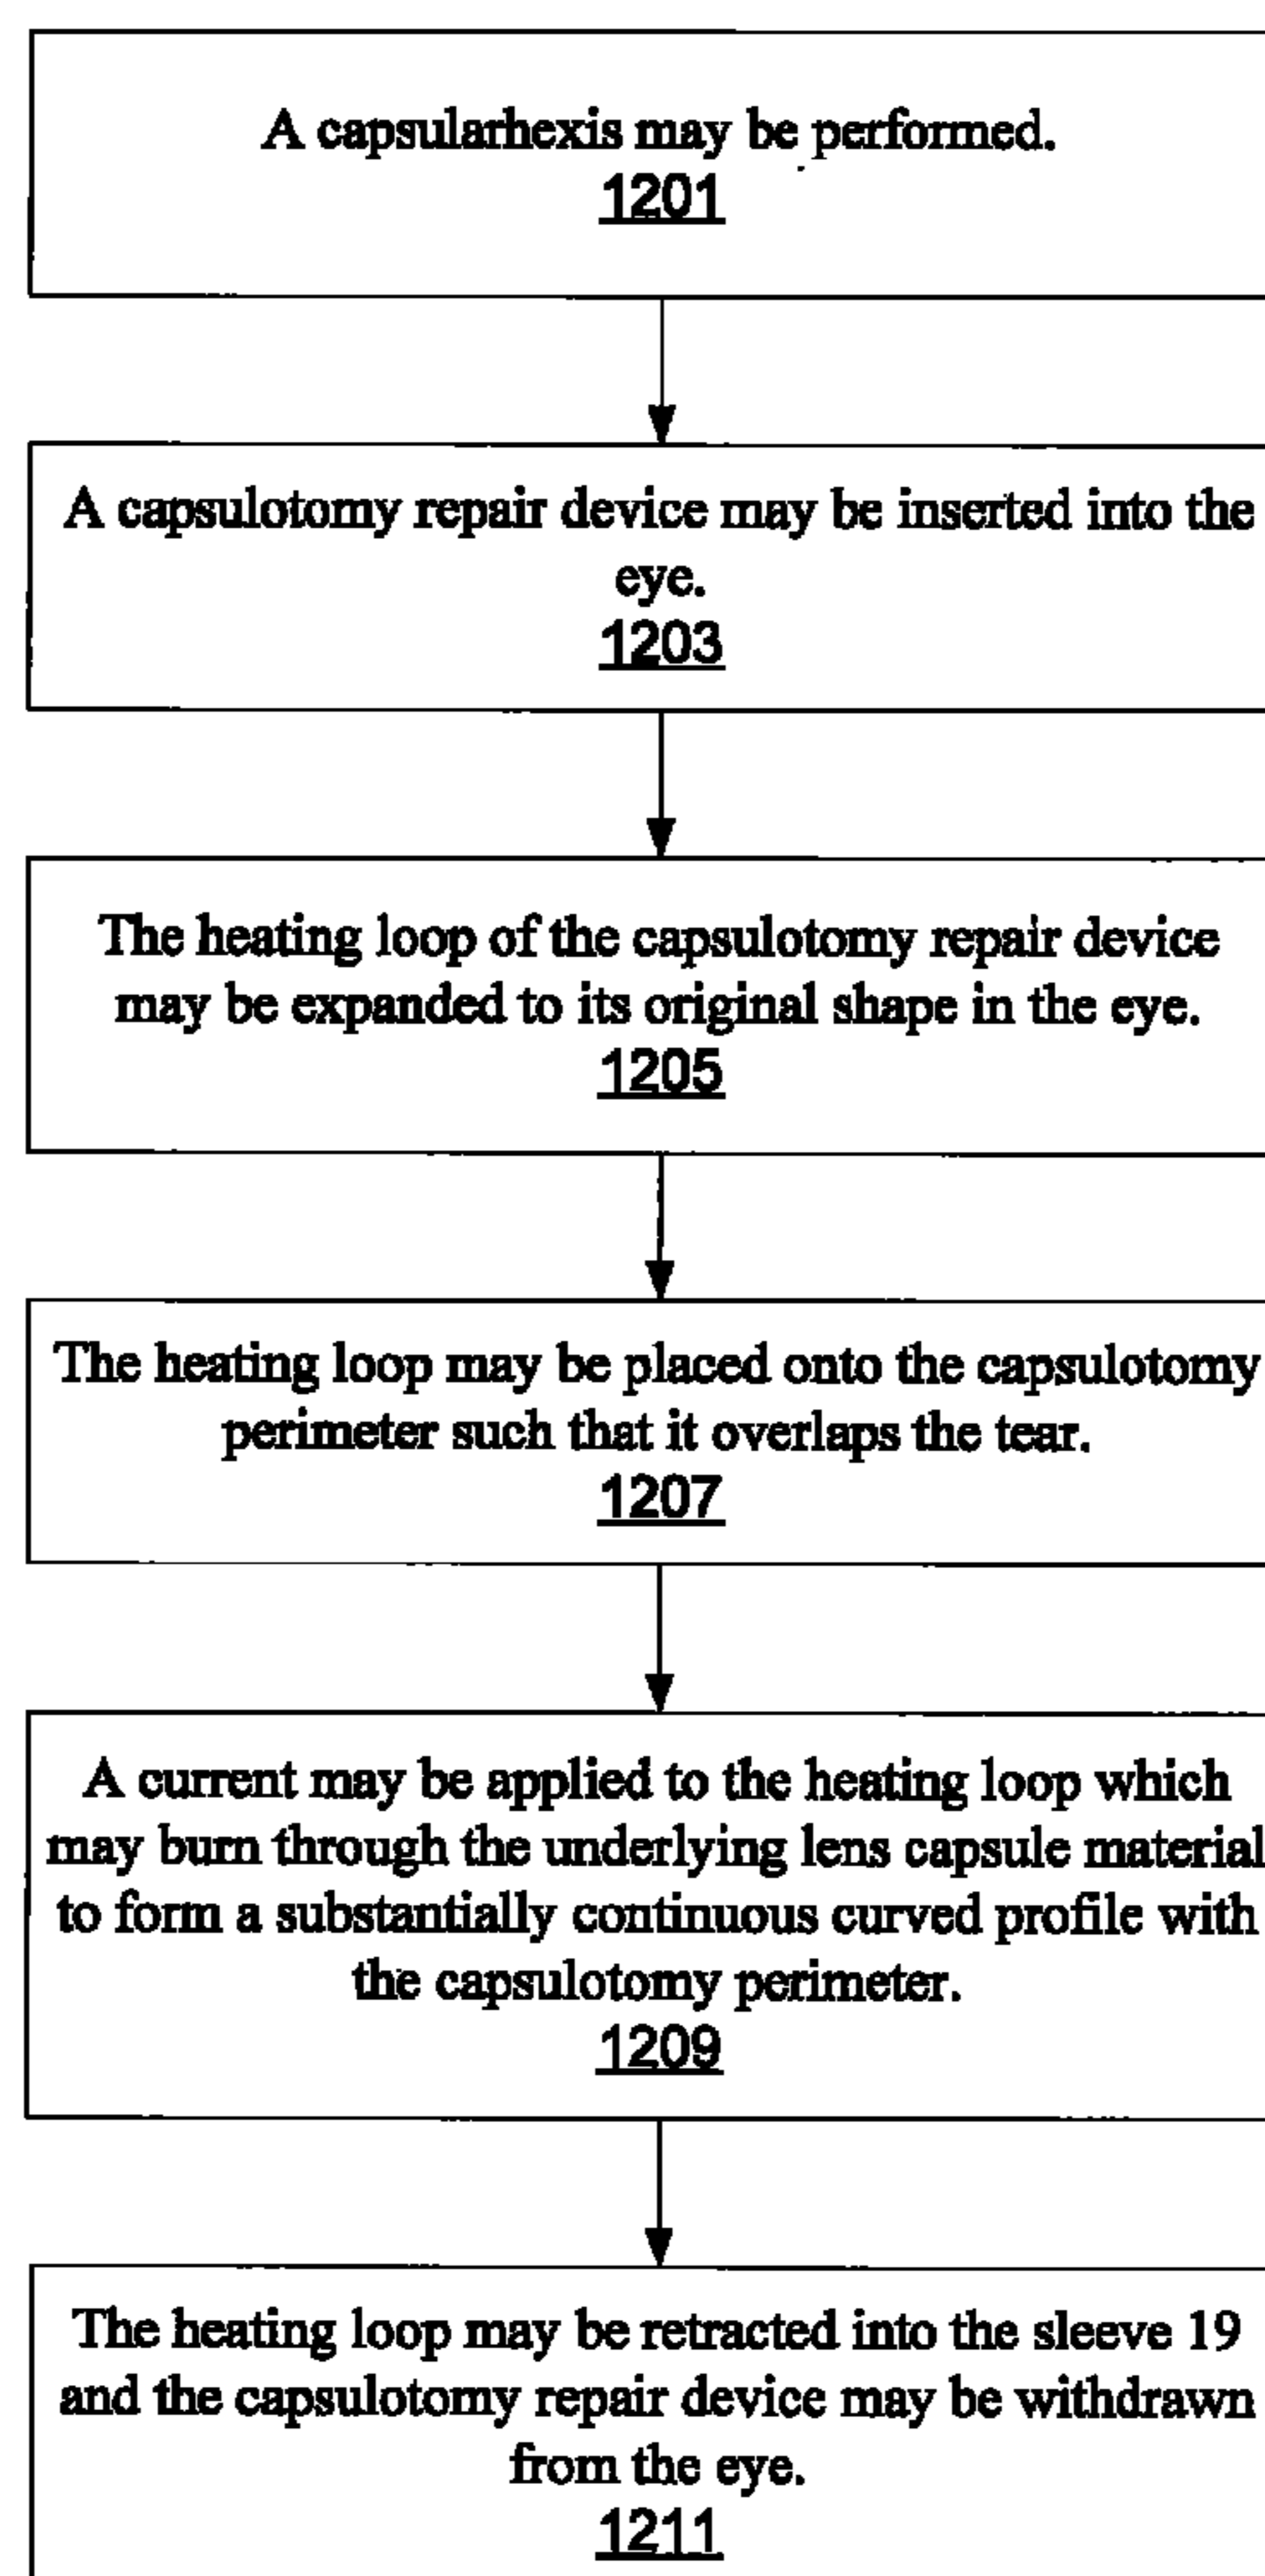 A capsularhexis may be performed.
1201
A capsulotomy repair device may be inserted into the
eye.
1203
The heating loop of the capsulotomy repair device
may be expanded to its original shape in the eye.
1205
The heating loop may be placed onto the capsulotomy
perimeter such that it overlaps the tear.
1207
A current may be applied to the heating loop which
may burn through the underlying lens capsule material
to form a substantially continuous curved profile with
the capsulotomy perimeter.
1209
The heating loop may be retracted into the sleeve 19
and the capsulotomy repair device may be withdrawn
from the eye.
1211